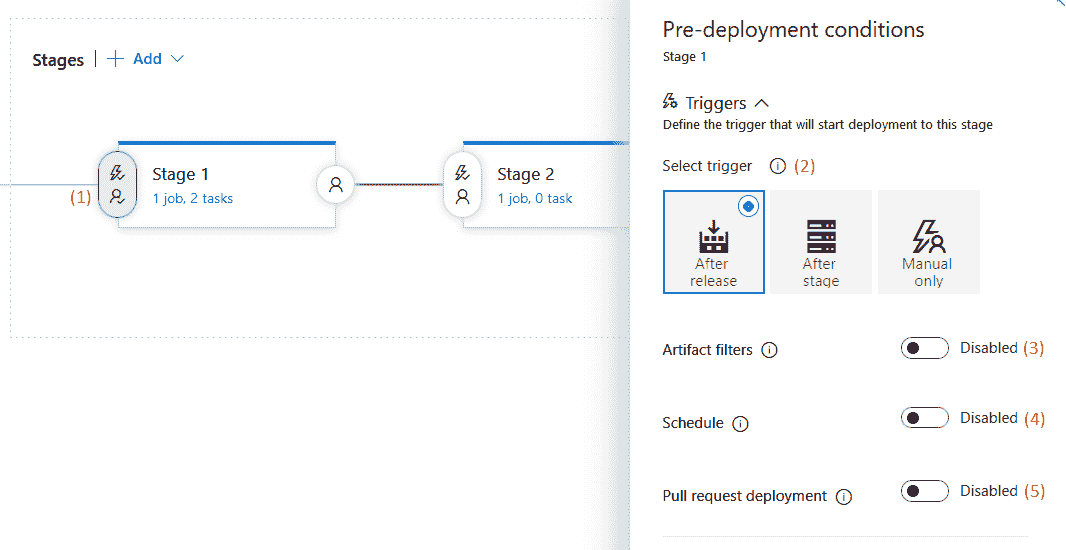 Stages | + Add
Stage 1
1 job, 2 tasks
(1)
Stage 2
1 job, 0 task
Pre-deployment conditions
Stage 1
Triggers
Define the trigger that will start deployment to this stage
Select trigger (2)
After
release
After
stage
Manual
only
Artifact filters
Disabled (3)
Schedule
Disabled (4)
Pull request deployment
Disabled (5)